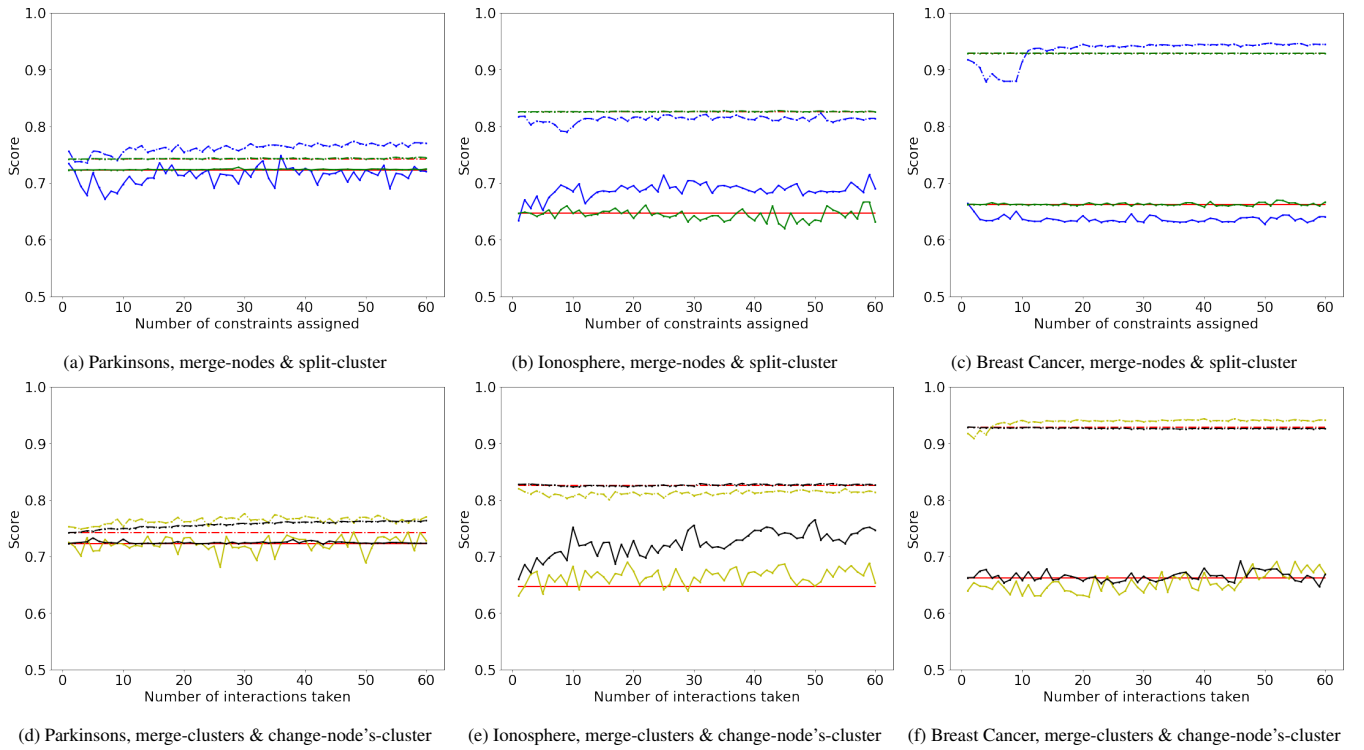 1.0
0.9
0.8
0.7
0.6
0.5
Score
0 10 20 30 40 50 60
Number of constraints assigned
(a) Parkinsons, merge-nodes & split-cluster
1.0
0.9
0.8
0.7
0.6
0.5
Score
0 10 20 30 40 50 60
Number of constraints assigned
(b) Ionosphere, merge-nodes & split-cluster
1.0
0.9
0.8
0.7
0.6
0.5
Score
0 10 20 30 40 50 60
Number of constraints assigned
(c) Breast Cancer, merge-nodes & split-cluster
1.0
0.9
0.8
0.7
0.6
0.5
Score
0 10 20 30 40 50 60
Number of interactions taken
(d) Parkinsons, merge-clusters & change-node's-cluster
1.0
0.9
0.8
0.7
0.6
0.5
Score
0 10 20 30 40 50 60
Number of interactions taken
(e) Ionosphere, merge-clusters & change-node's-cluster
1.0
0.9
0.8
0.7
0.6
0.5
Score
0 10 20 30 40 50 60
Number of interactions taken
(f) Breast Cancer, merge-clusters & change-node's-cluster